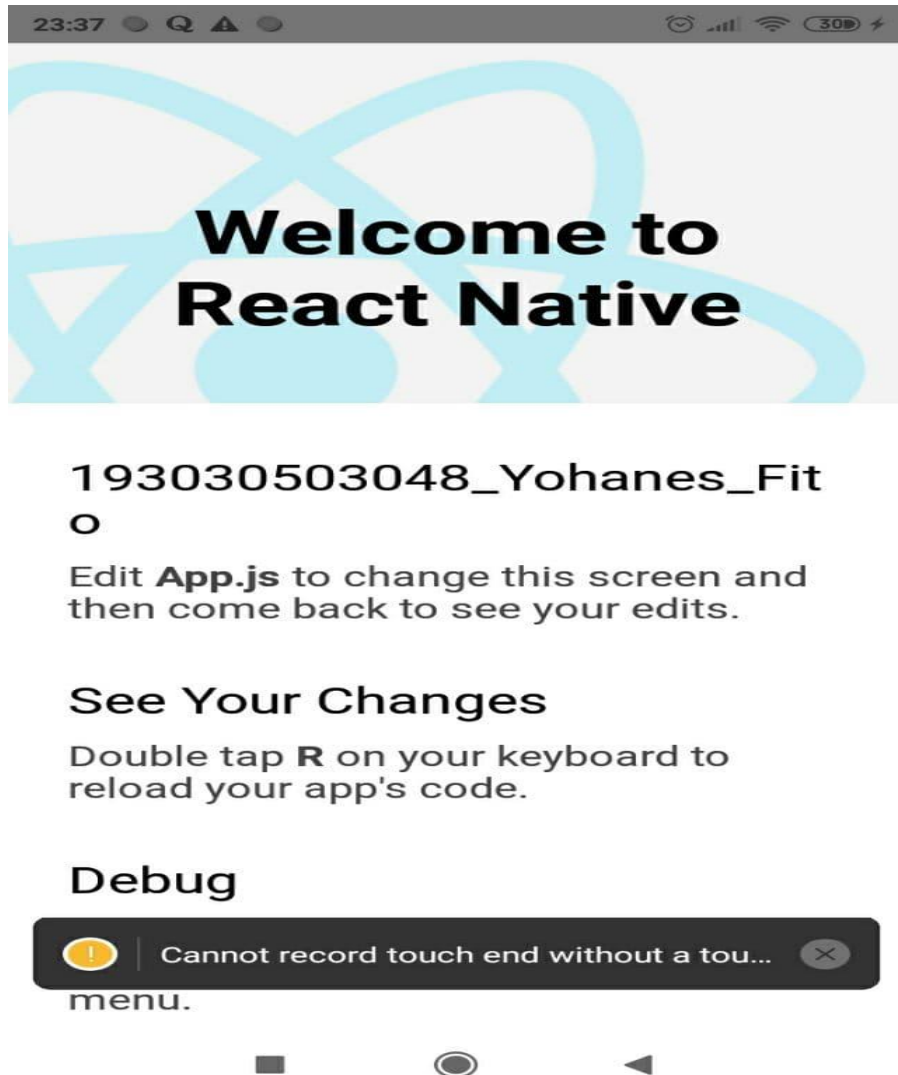 23:37
30
Welcome to
React Native
193030503048_Yohanes_Fit
o
Edit App.js to change this screen and
then come back to see your edits.
See Your Changes
Double tap R on your keyboard to
reload your app's code.
Debug
Cannot record touch end without a tou...
menu.